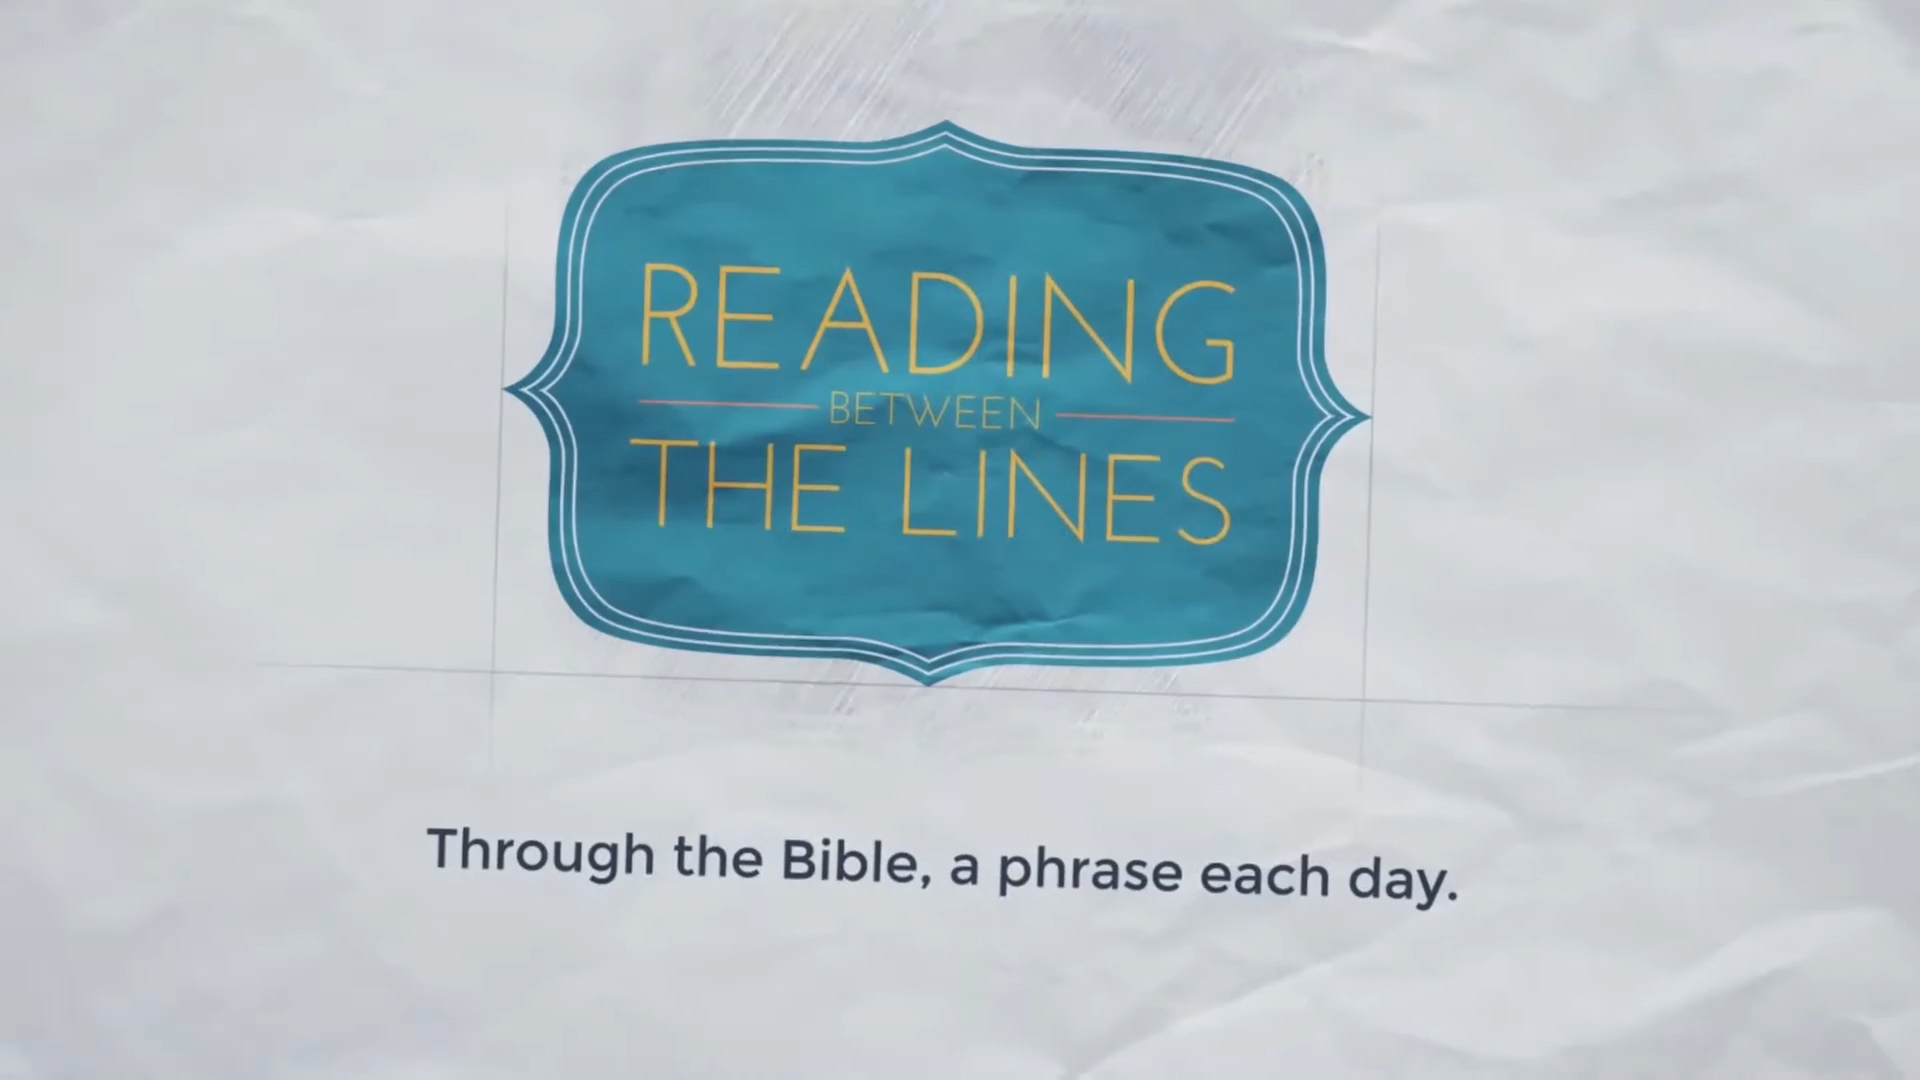 READING
BETWEEN
THE LINES
Through the Bible, a phrase each day.